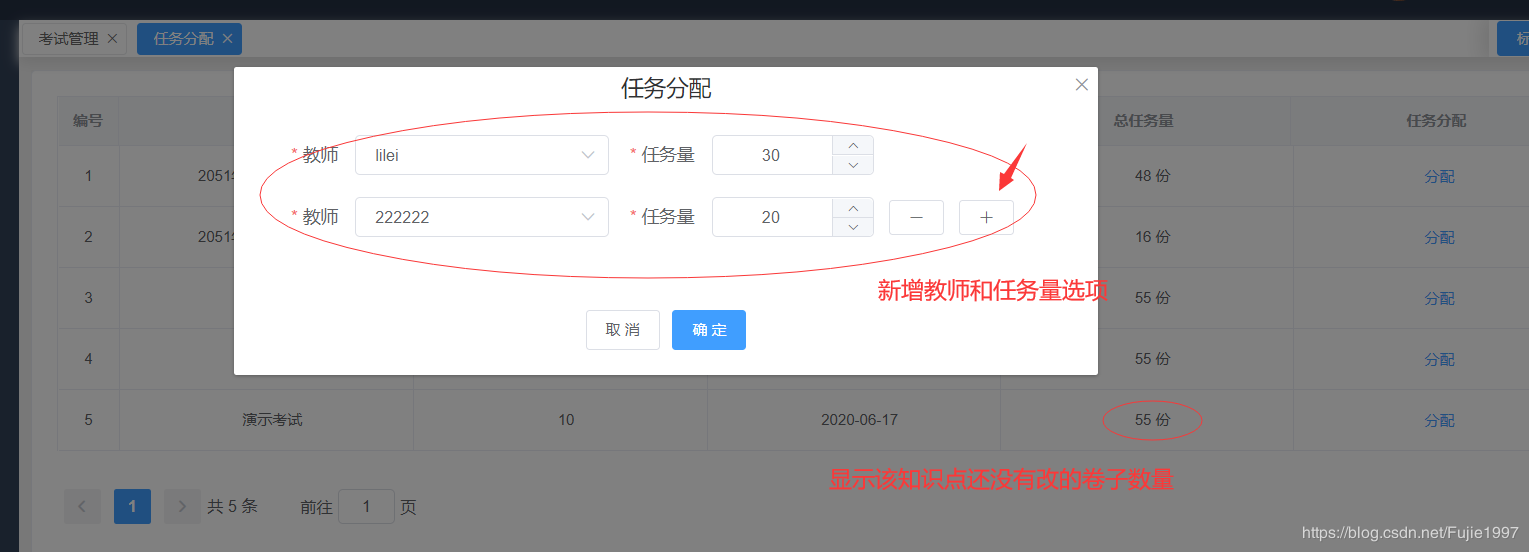 考试管理 × 任务分配 × 标
任务分配 ×
编号 总任务量 任务分配
* 教师 lilei * 任务量 30
1 2051 48 份 分配
* 教师 222222 * 任务量 20 − +
2 2051 16 份 分配
新增教师和任务量选项
3 55 份 分配
取 消 确 定
4 55 份 分配
5 演示考试 10 2020-06-17 55 份 分配
显示该知识点还没有改的卷子数量
< 1 > 共 5 条 前往 1 页
https://blog.csdn.net/Fujie1997